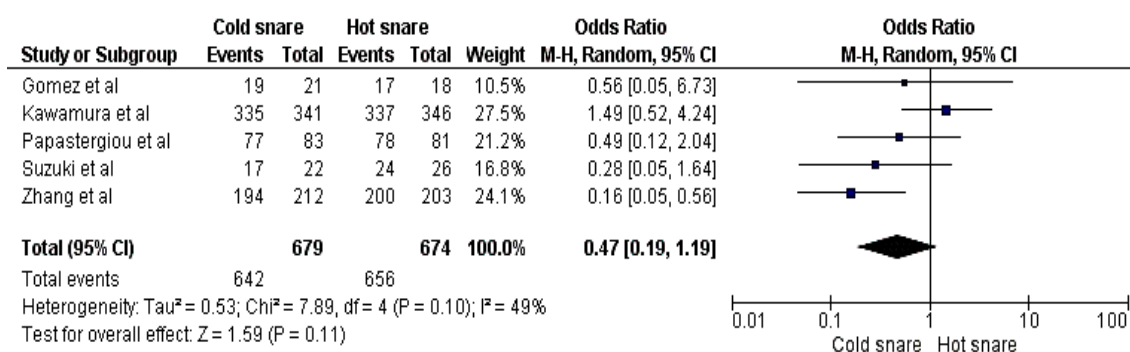 Cold snare Hot snare Odds Ratio Odds Ratio
Study or Subgroup Events Total Events Total Weight M-H, Random, 95% CI M-H, Random, 95% CI
Gomez et al 19 21 17 18 10.5% 0.56 [0.05, 6.73]
Kawamura et al 335 341 337 346 27.5% 1.49 [0.52, 4.24]
Papastergiou et al 77 83 78 81 21.2% 0.49 [0.12, 2.04]
Suzuki et al 17 22 24 26 16.8% 0.28 [0.05, 1.64]
Zhang et al 194 212 200 203 24.1% 0.16 [0.05, 0.56]
Total (95% CI) 679 674 100.0% 0.47 [0.19, 1.19]
Total events 642 656
Heterogeneity: Tau² = 0.53; Chi² = 7.89, df = 4 (P = 0.10); I² = 49%
Test for overall effect: Z = 1.59 (P = 0.11)
0.01 0.1 1 10 100
Cold snare Hot snare